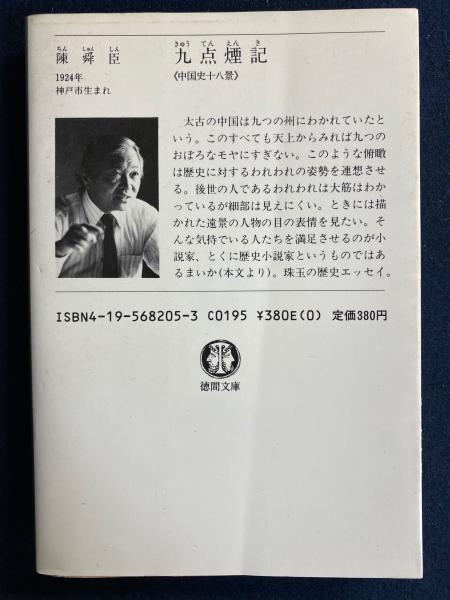 陳舜臣
ちん しゅん しん
1924年
神戸市生まれ
九点煙記
きゅう てん えん き
《中国史十八景》
太古の中国は九つの州にわかれていたと
いう。このすべても天上からみれば九つの
おぼろなモヤにすぎない。このような俯瞰
は歴史に対するわれわれの姿勢を連想させ
る。後世の人であるわれわれは大筋はわか
っているが細部は見えにくい。ときには描
かれた遠景の人物の目の表情を見たい。そ
んな気持でいる人たちを満足させるのが小
説家、とくに歴史小説家というものではあ
るまいか(本文より)。珠玉の歴史エッセイ。
ISBN4-19-568205-3 C0195 ¥380E(0) 定価380円
徳間文庫